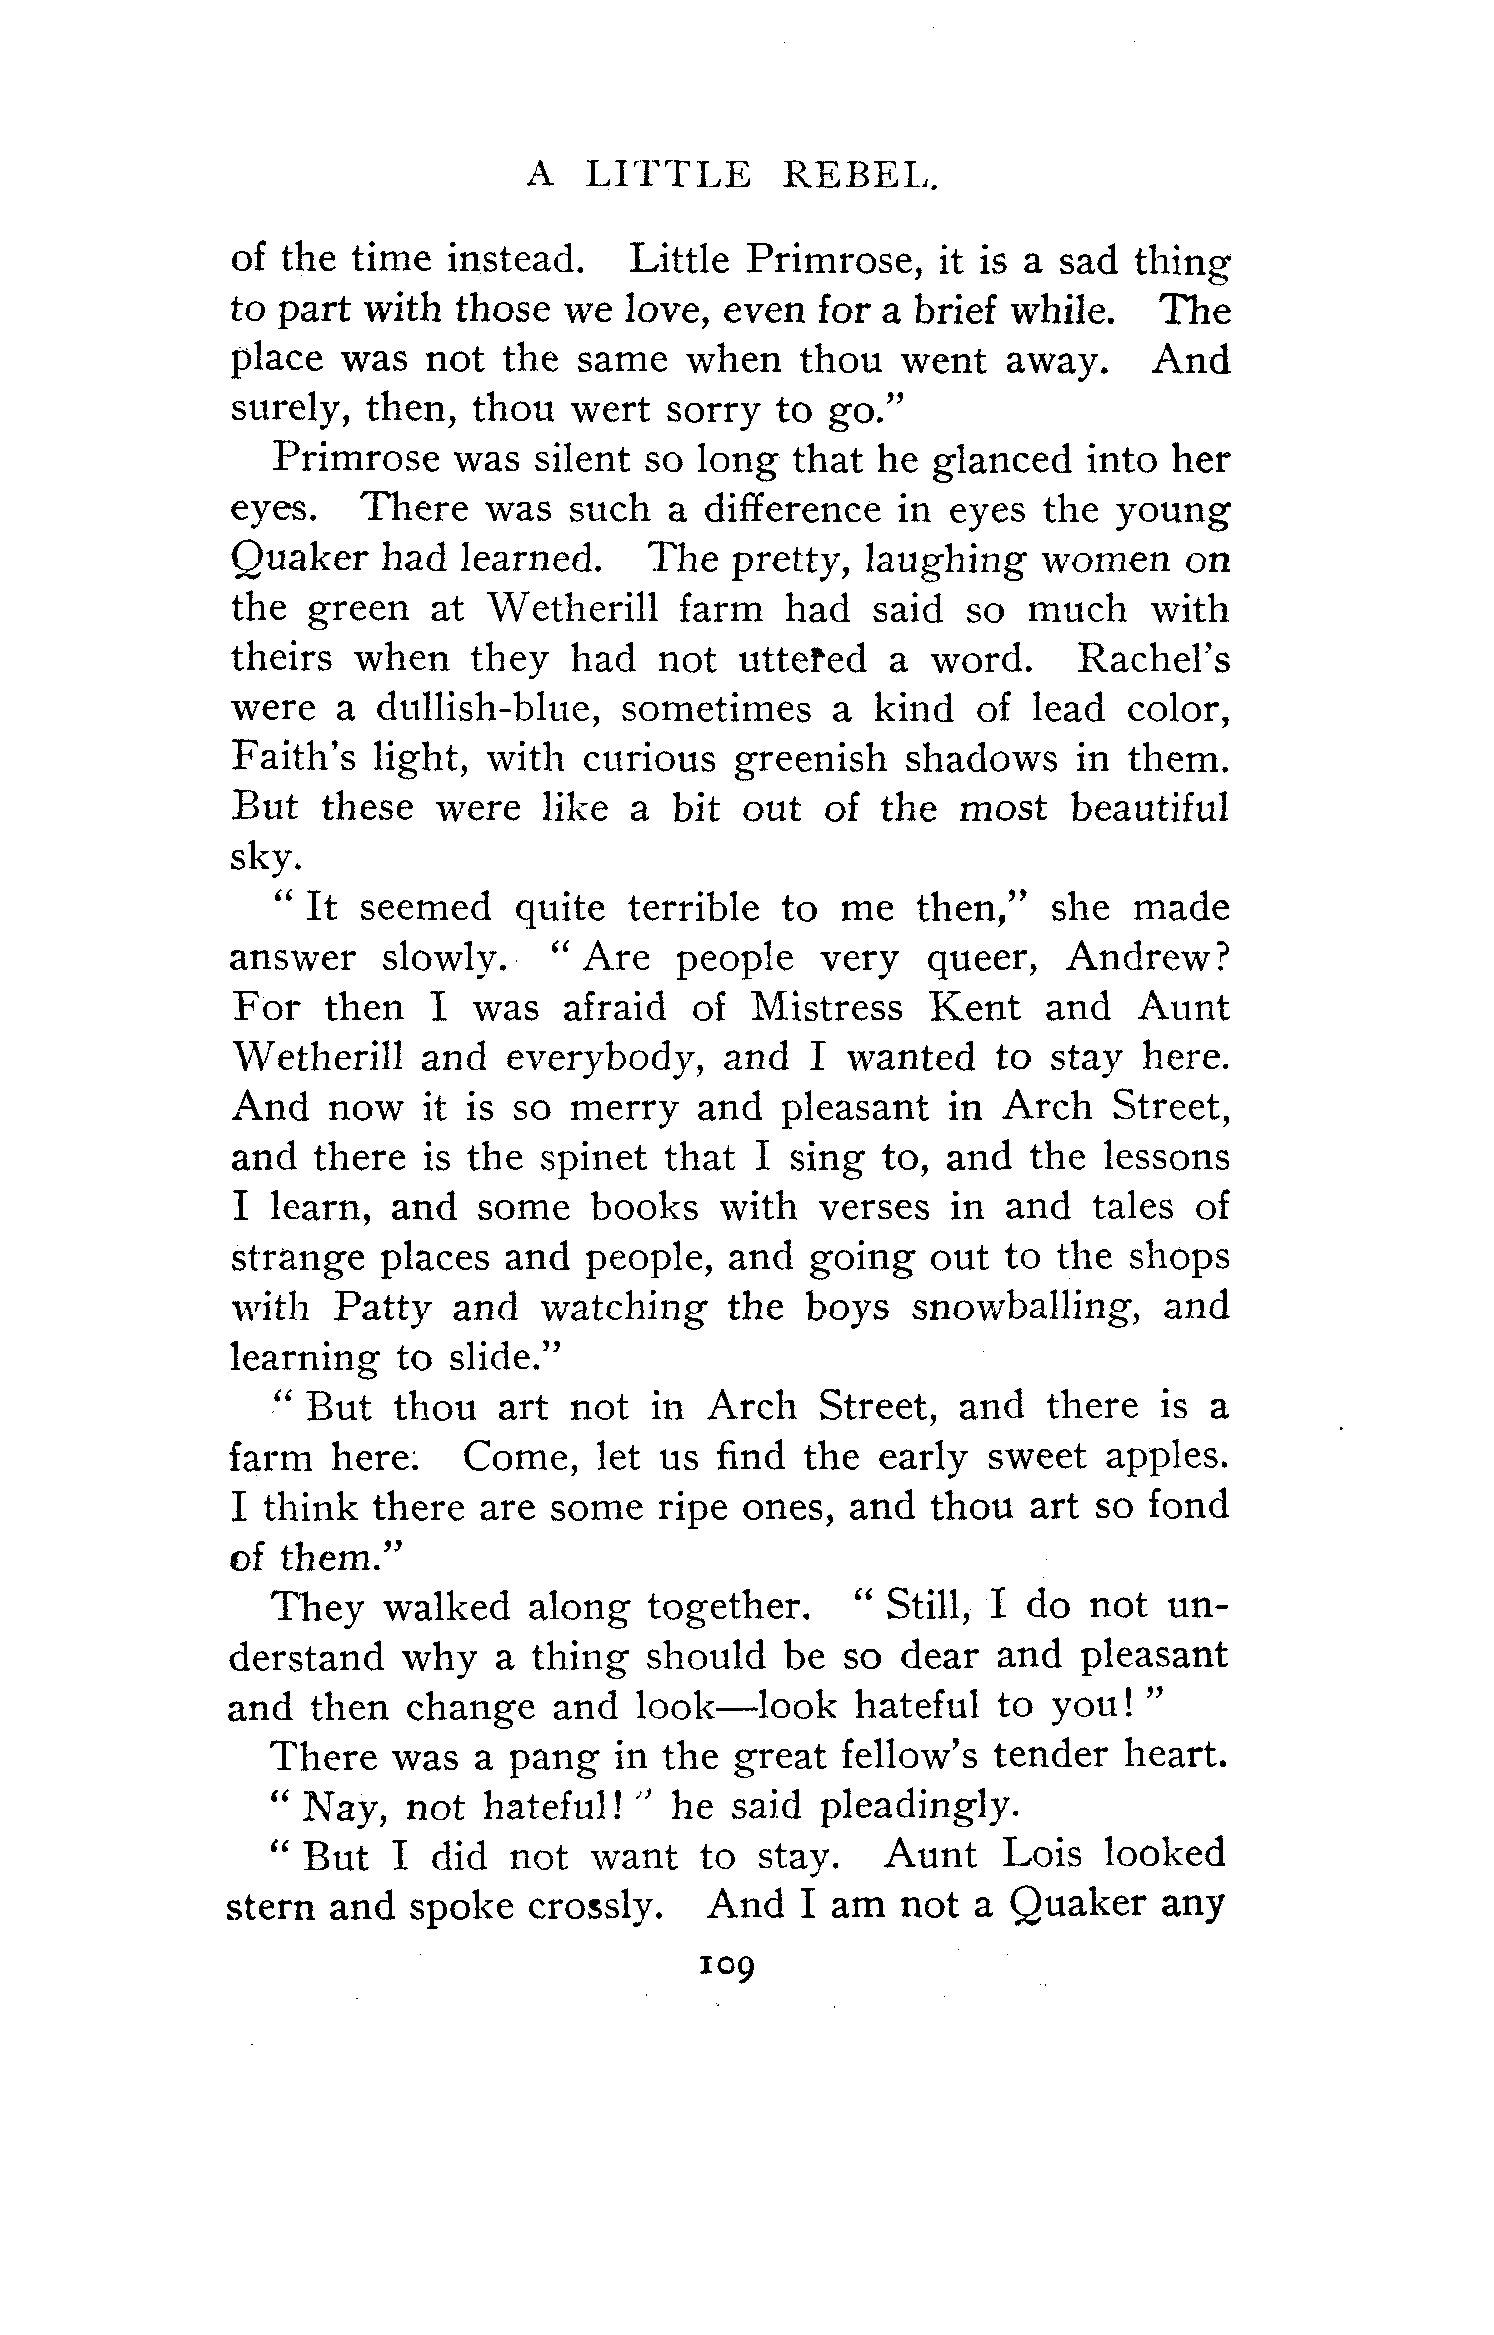 A LITTLE REBEL.
of the time instead. Little Primrose, it is a sad thing
to part with those we love, even for a brief while. The
place was not the same when thou went away. And
surely, then, thou wert sorry to go."
Primrose was silent so long that he glanced into her
eyes. There was such a difference in eyes the young
Quaker had learned. The pretty, laughing women on
the green at Wetherill farm had said so much with
theirs when they had not uttered a word. Rachel's
were a dullish-blue, sometimes a kind of lead color,
Faith's light, with curious greenish shadows in them.
But these were like a bit out of the most beautiful
sky.
" It seemed quite terrible to me then," she made
answer slowly. " Are people very queer, Andrew?
For then I was afraid of Mistress Kent and Aunt
Wetherill and everybody, and I wanted to stay here.
And now it is so merry and pleasant in Arch Street,
and there is the spinet that I sing to, and the lessons
I learn, and some books with verses in and tales of
strange places and people, and going out to the shops
with Patty and watching the boys snowballing, and
learning to slide."
" But thou art not in Arch Street, and there is a
farm here. Come, let us find the early sweet apples.
I think there are some ripe ones, and thou art so fond
of them."
They walked along together. " Still, I do not un-
derstand why a thing should be so dear and pleasant
and then change and look—look hateful to you! "
There was a pang in the great fellow's tender heart.
" Nay, not hateful! " he said pleadingly.
" But I did not want to stay. Aunt Lois looked
stern and spoke crossly. And I am not a Quaker any
109